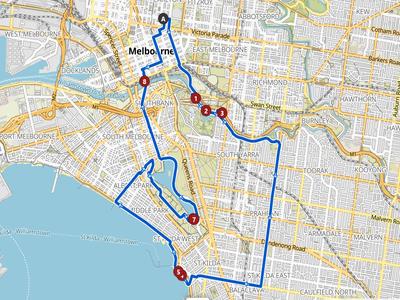 FITZROY
ABBOTSFORD
WEST MELBOURNE
A
Victoria Parade
Cotham Road
Melbourne
EAST MELBOURNE
Barkers Road
DOCKLANDS
RICHMOND
8
SOUTHBANK
1
2
3
Swan Street
HAWTHORN
M1
BURNLEY
PORT MELBOURNE
SOUTH MELBOURNE
SOUTH YARRA
KOOYONG
TOORAK
Queens Road
ALBERT PARK
MIDDLE PARK
7
PRAHRAN
Malvern Road
ARMADALE
St.Kilda - Williamstown
ST KILDA WEST
Dandenong Road
MALVERN
ST KILDA
5
ST KILDA EAST
BALACLAVA
CAULFIELD NORTH